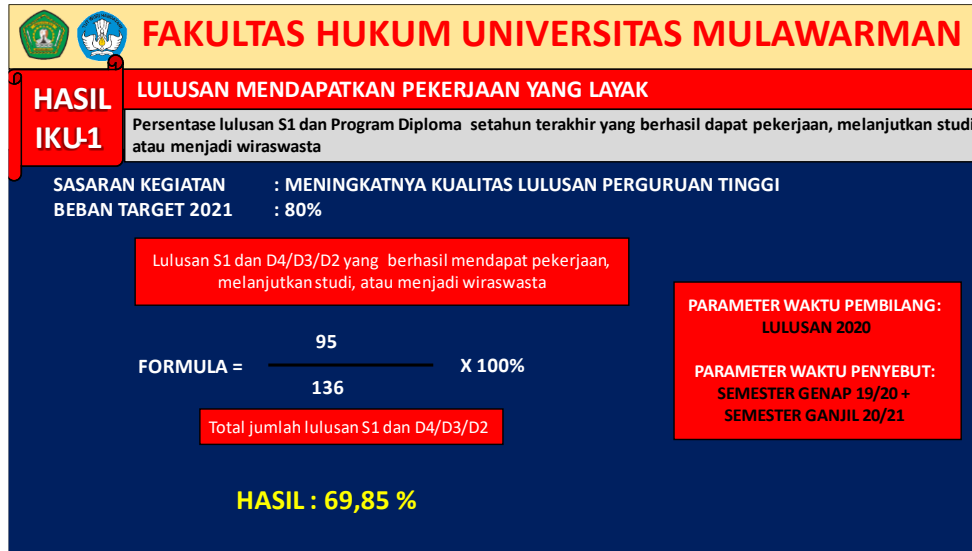 FAKULTAS HUKUM UNIVERSITAS MULAWARMAN
HASIL
IKU-1
LULUSAN MENDAPATKAN PEKERJAAN YANG LAYAK
Persentase lulusan S1 dan Program Diploma setahun terakhir yang berhasil dapat pekerjaan, melanjutkan studi
atau menjadi wiraswasta
SASARAN KEGIATAN : MENINGKATNYA KUALITAS LULUSAN PERGURUAN TINGGI
BEBAN TARGET 2021 : 80%
Lulusan S1 dan D4/D3/D2 yang berhasil mendapat pekerjaan,
melanjutkan studi, atau menjadi wiraswasta
95
FORMULA = X 100%
136
Total jumlah lulusan S1 dan D4/D3/D2
PARAMETER WAKTU PEMBILANG:
LULUSAN 2020
PARAMETER WAKTU PENYEBUT:
SEMESTER GENAP 19/20 +
SEMESTER GANJIL 20/21
HASIL : 69,85 %